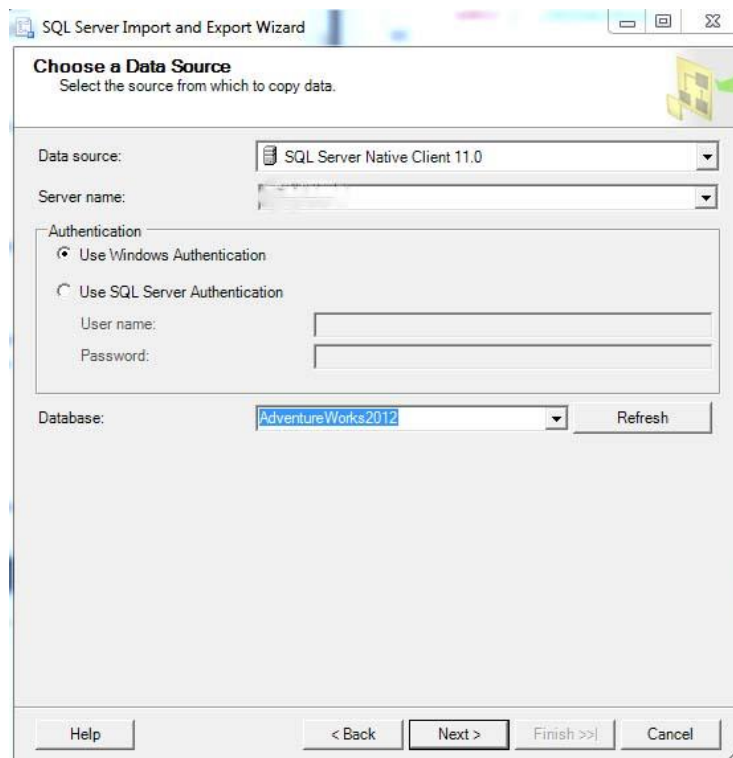 SQL Server Import and Export Wizard
Choose a Data Source
Select the source from which to copy data.
Data source: SQL Server Native Client 11.0
Server name:
Authentication
Use Windows Authentication
Use SQL Server Authentication
User name:
Password:
Database: AdventureWorks2012 Refresh
Help < Back Next > Finish >>| Cancel